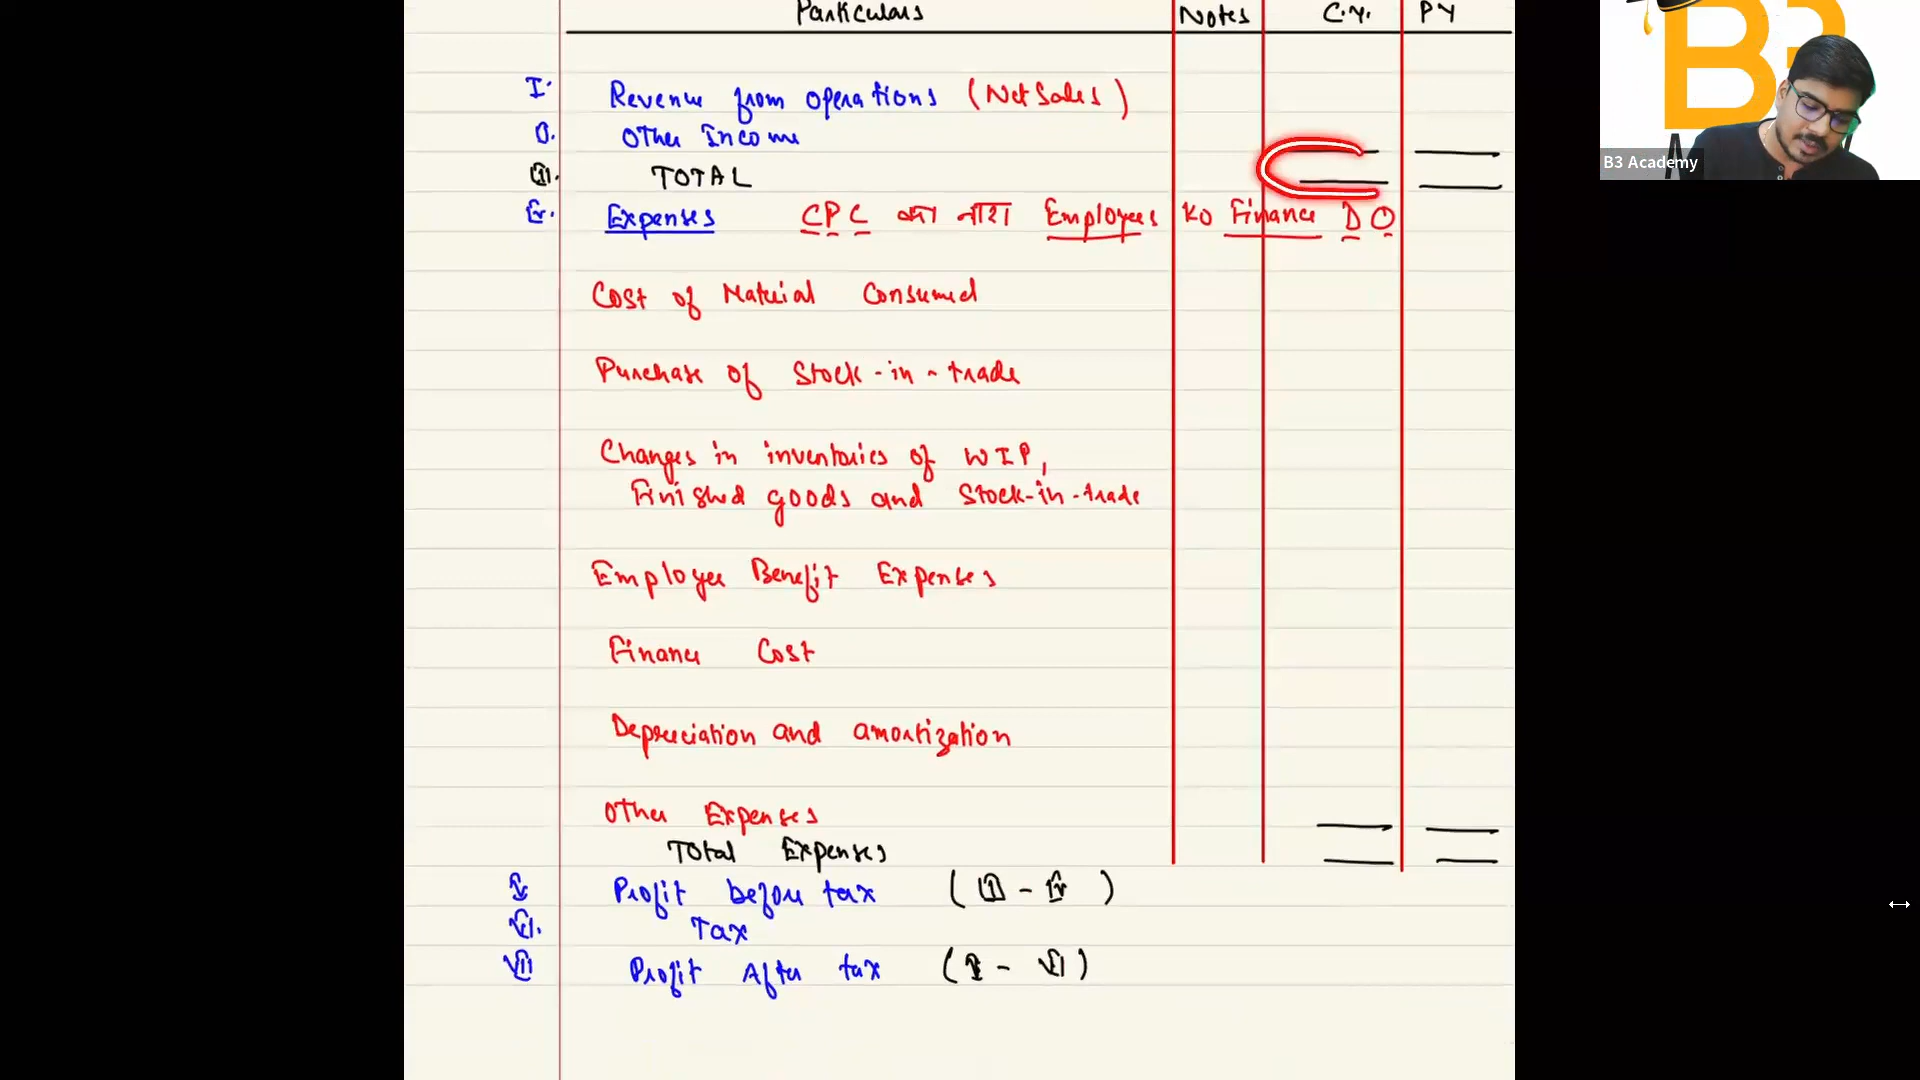 Particulars Notes C.Y. PY
I. Revenue from operations (Net Sales)
II. Other Income
III. TOTAL
IV. Expenses CPC का नाश Employees KO Finance D O
Cost of Material Consumed
Purchase of Stock-in-trade
Changes in inventories of WIP,
Finished goods and Stock-in-trade
Employee Benefit Expenses
Finance Cost
Depreciation and amortization
Other Expenses
Total Expenses
V Profit before tax (III - IV)
VI. Tax
VII Profit After tax (V - VI)
B3
B3 Academy